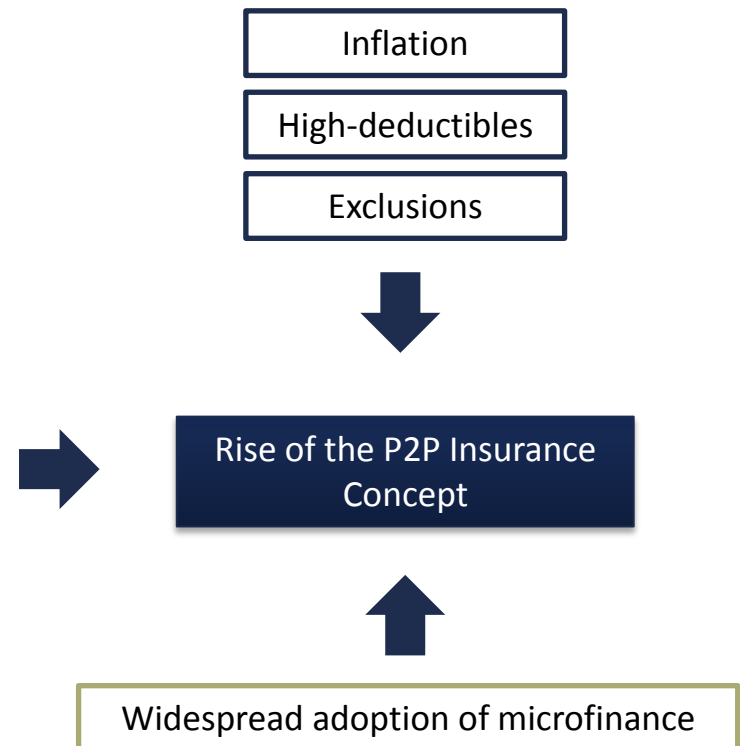 Inflation
High-deductibles
Exclusions
Rise of the P2P Insurance
Concept
Widespread adoption of microfinance